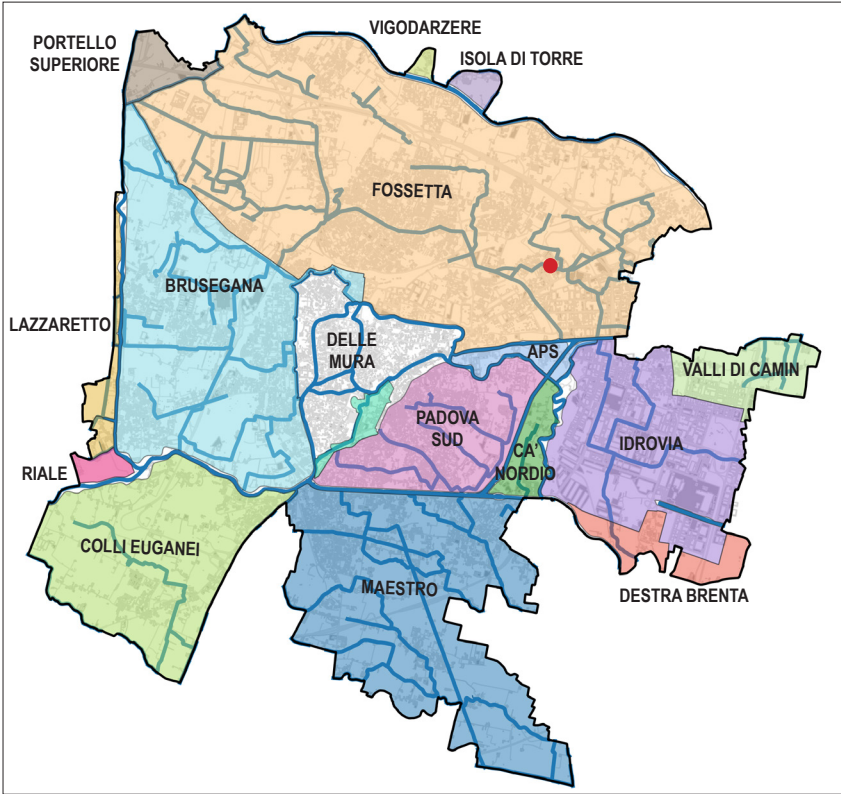 VIGODARZERE
PORTELLO
SUPERIORE
ISOLA DI TORRE
FOSSETTA
BRUSEGANA
LAZZARETTO
DELLE
MURA
APS
VALLI DI CAMIN
PADOVA
SUD
IDROVIA
CA'
NORDIO
RIALE
COLLI EUGANEI
MAESTRO
DESTRA BRENTA